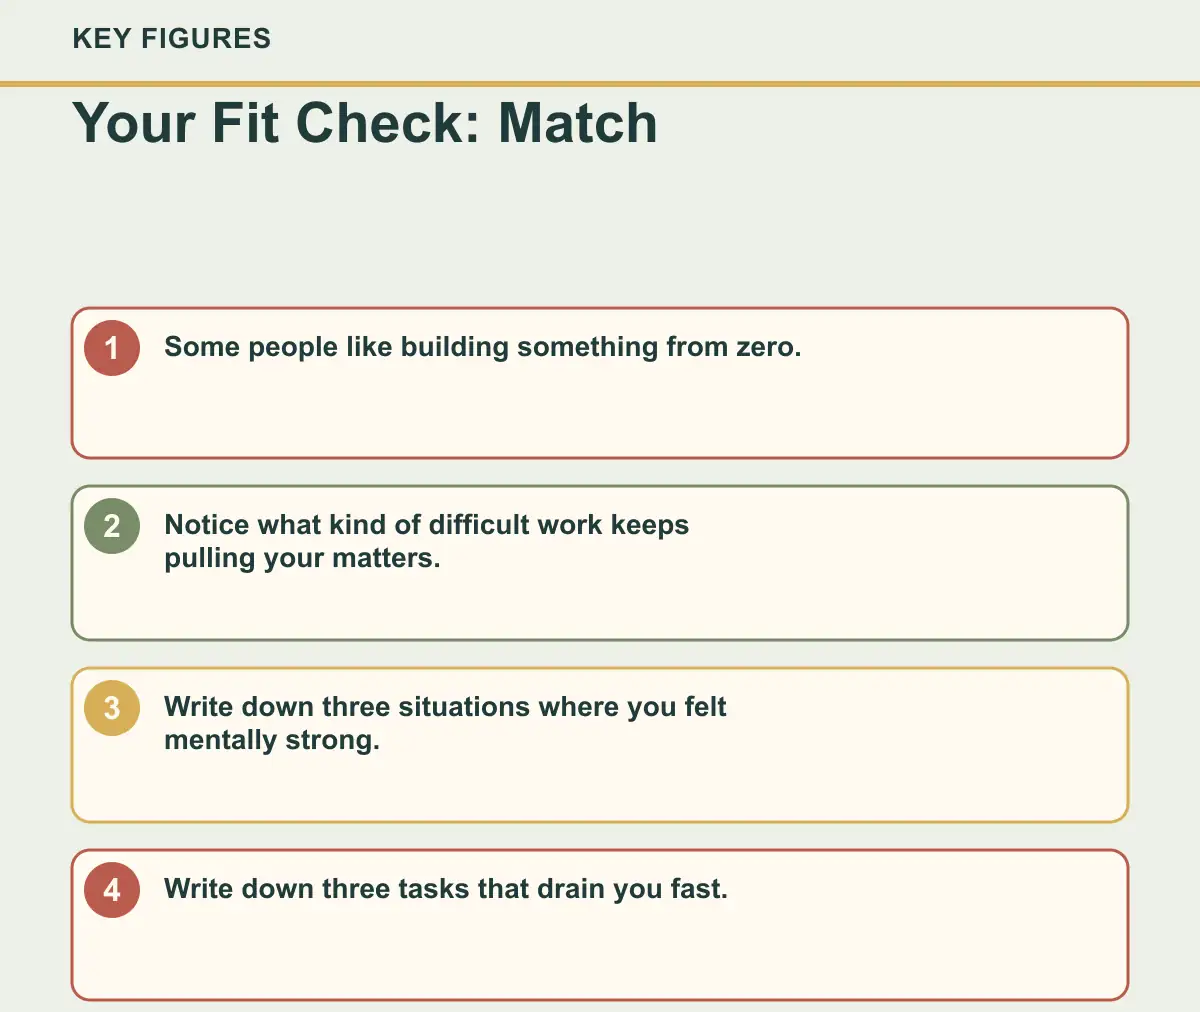 KEY FIGURES
Your Fit Check: Match
1
Some people like building something from zero.
2
Notice what kind of difficult work keeps
pulling your matters.
3
Write down three situations where you felt
mentally strong.
4
Write down three tasks that drain you fast.